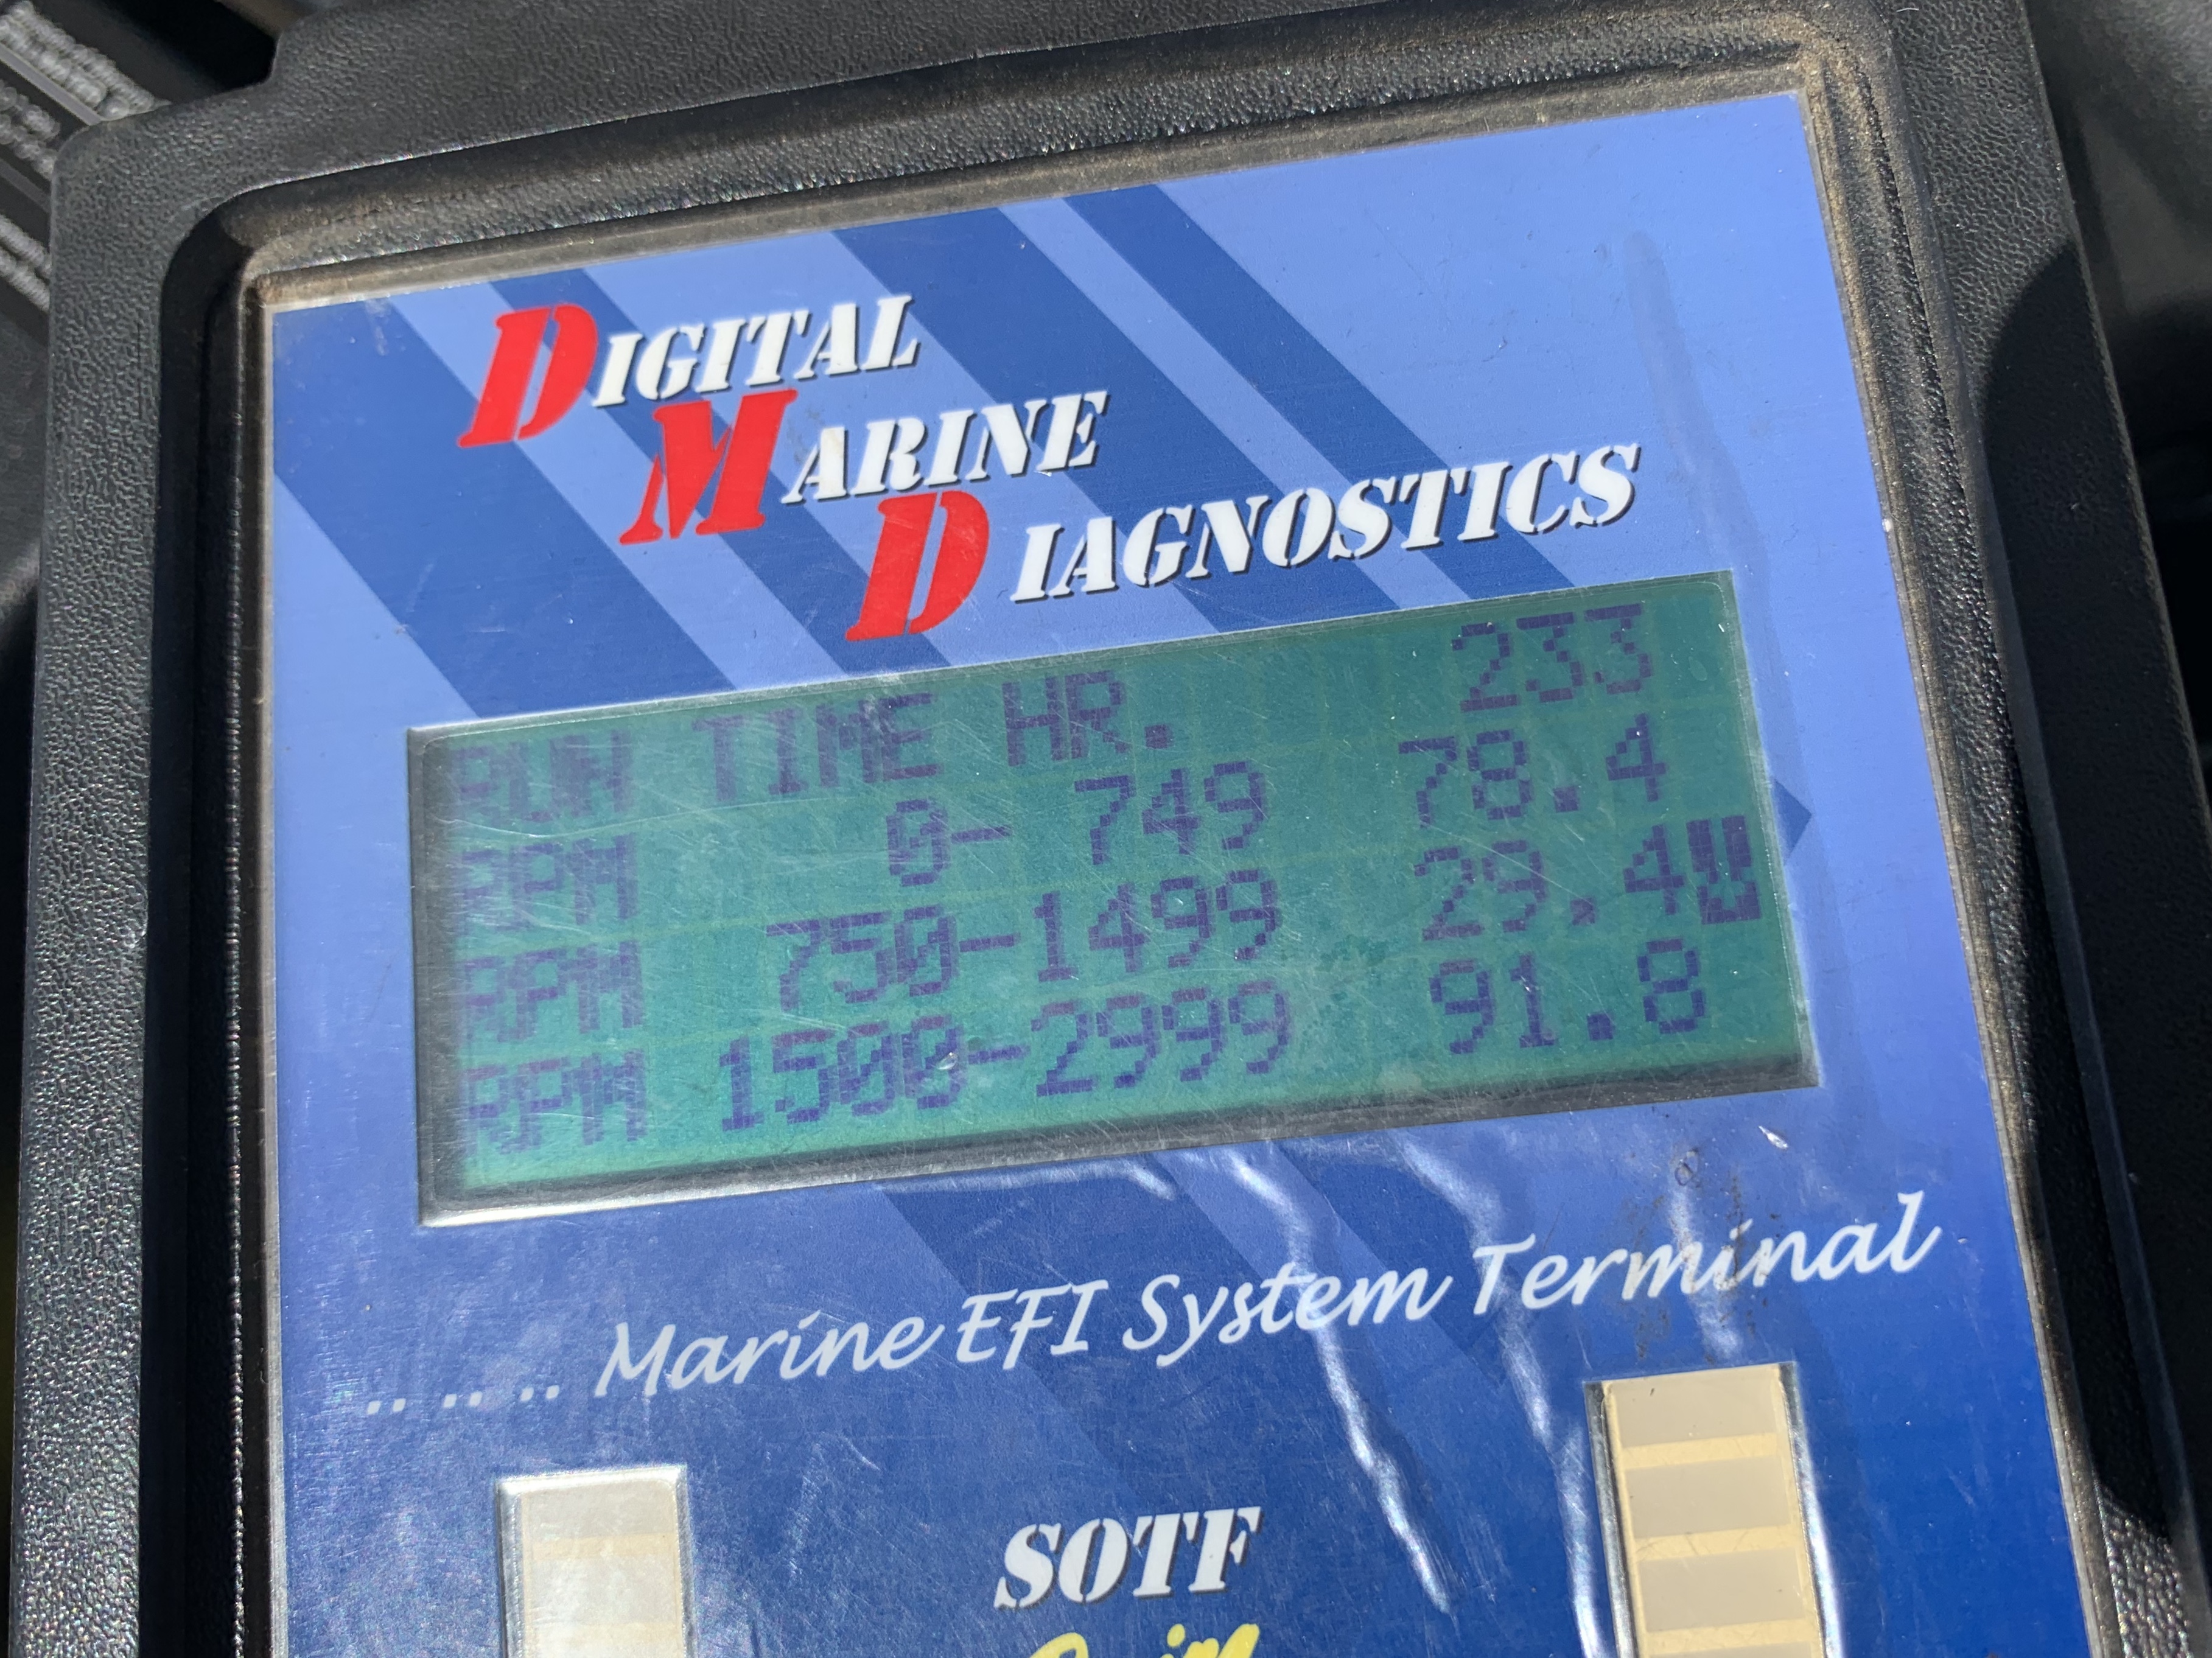 DIGITAL
MARINE
DIAGNOSTICS
RUN TIME HR. 233
RPM 0- 749 78.4
RPM 750-1499 29.4
RPM 1500-2999 91.8
.. .. .. Marine EFI System Terminal
SOTF